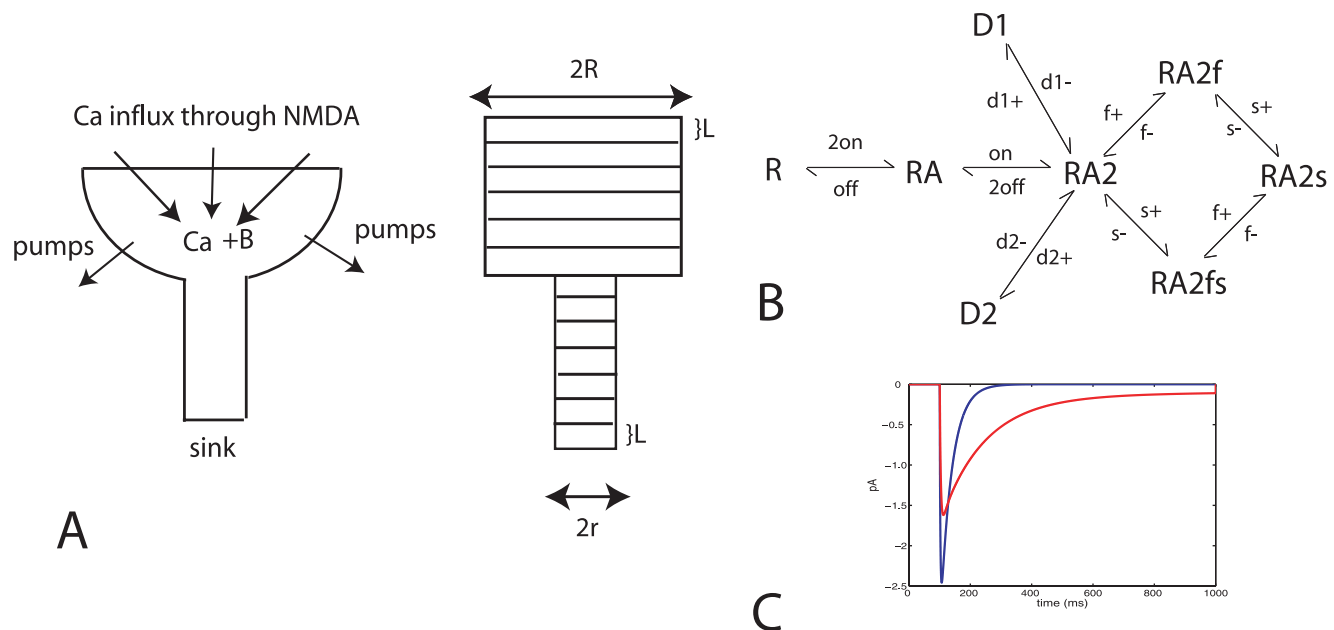 Ca influx through NMDA
pumps
Ca +B
pumps
sink
A
2R
}L
}L
2r
D1
d1-
d1+
R
2on
off
RA
on
2off
RA2
f+
f-
RA2f
s+
s-
RA2s
s+
s-
f+
f-
RA2fs
d2-
d2+
D2
B
0
−0.5
−1.0
−1.5
−2
−2.5
pA
0 200 400 600 800 1000
time (ms)
C